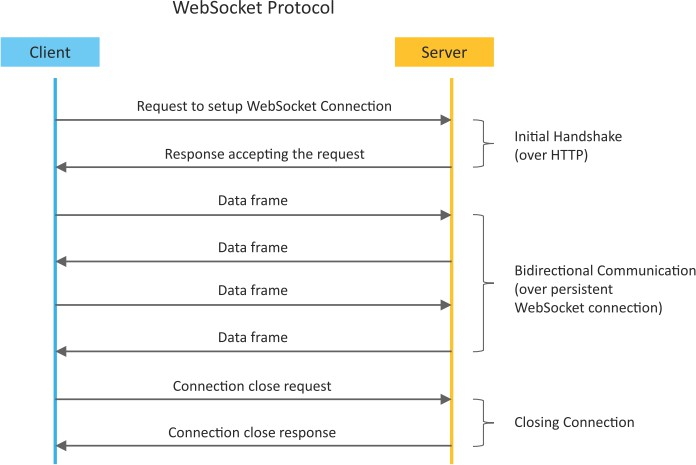 WebSocket Protocol
Client
Server
Request to setup WebSocket Connection
Response accepting the request
Initial Handshake
(over HTTP)
Data frame
Data frame
Data frame
Data frame
Bidirectional Communication
(over persistent
WebSocket connection)
Connection close request
Connection close response
Closing Connection